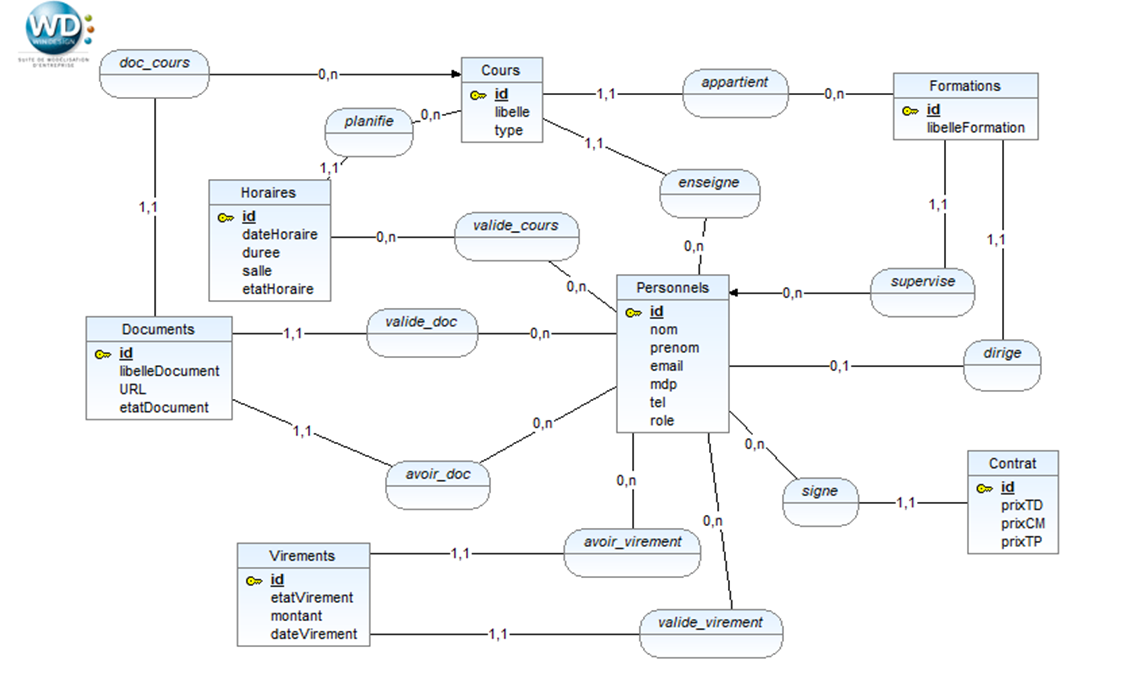 WD
WINDESIGN
SUITE DE MODÉLISATION
D'ENTREPRISE
doc_cours
0,n
Cours
id
libelle
type
1,1
appartient
0,n
Formations
id
libelleFormation
planifie
0,n
1,1
1,1
enseigne
0,n
Horaires
id
dateHoraire
duree
salle
etatHoraire
1,1
0,n
valide_cours
0,n
1,1
1,1
supervise
0,n
Personnels
id
nom
prenom
email
mdp
tel
role
Documents
id
libelleDocument
URL
etatDocument
1,1
valide_doc
0,n
0,1
dirige
1,1
avoir_doc
0,n
0,n
signe
1,1
Contrat
id
prixTD
prixCM
prixTP
0,n
0,n
Virements
id
etatVirement
montant
dateVirement
1,1
avoir_virement
1,1
valide_virement